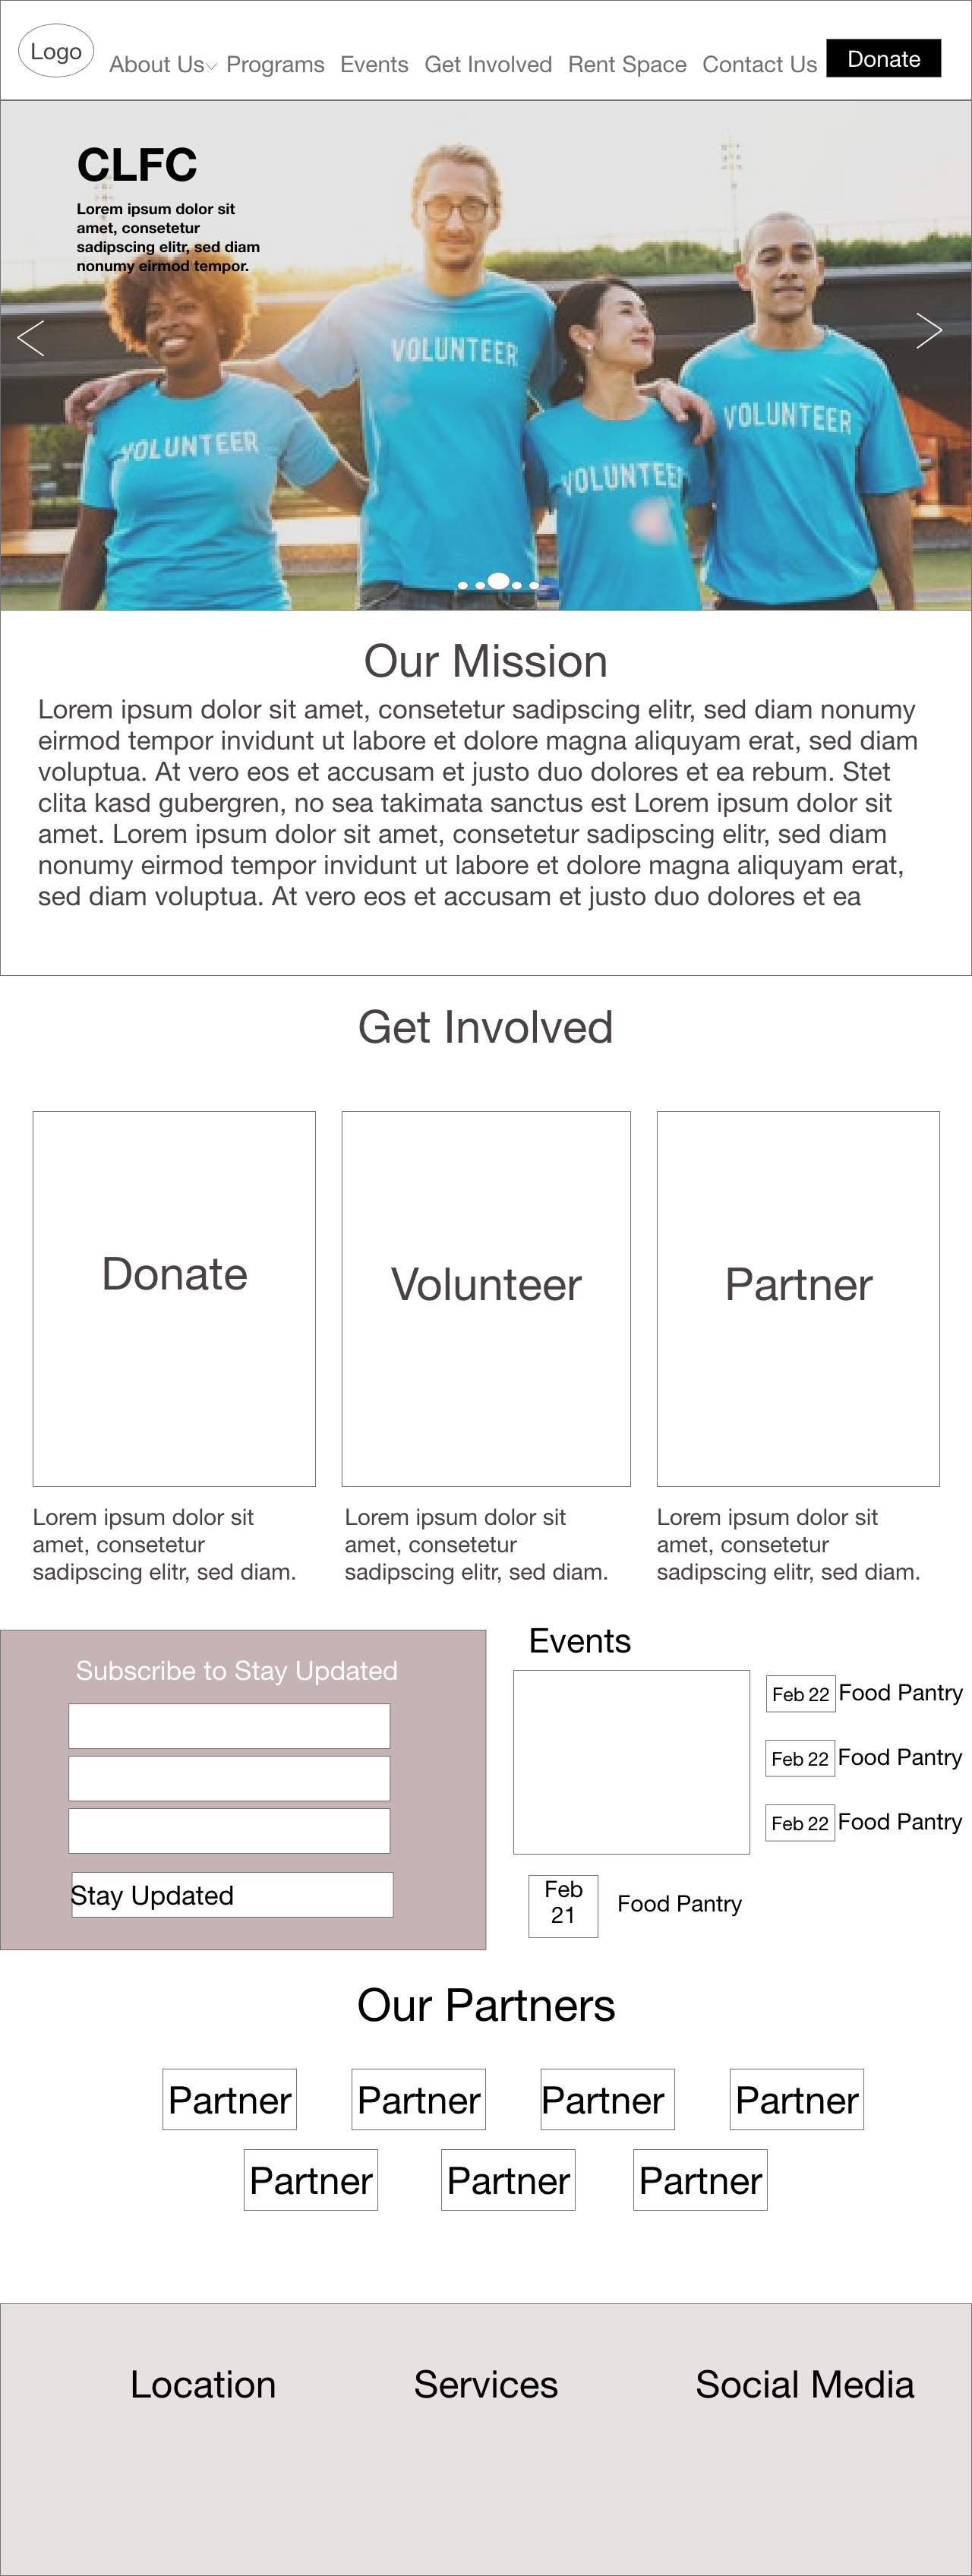 Logo
About Us Programs Events Get Involved Rent Space Contact Us Donate
CLFC
Lorem ipsum dolor sit
amet, consetetur
sadipscing elitr, sed diam
nonumy eirmod tempor.
VOLUNTEER
VOLUNTEER
VOLUNTEER
VOLUNTEER
Our Mission
Lorem ipsum dolor sit amet, consetetur sadipscing elitr, sed diam nonumy
eirmod tempor invidunt ut labore et dolore magna aliquyam erat, sed diam
voluptua. At vero eos et accusam et justo duo dolores et ea rebum. Stet
clita kasd gubergren, no sea takimata sanctus est Lorem ipsum dolor sit
amet. Lorem ipsum dolor sit amet, consetetur sadipscing elitr, sed diam
nonumy eirmod tempor invidunt ut labore et dolore magna aliquyam erat,
sed diam voluptua. At vero eos et accusam et justo duo dolores et ea
Get Involved
Donate
Volunteer
Partner
Lorem ipsum dolor sit
amet, consetetur
sadipscing elitr, sed diam.
Lorem ipsum dolor sit
amet, consetetur
sadipscing elitr, sed diam.
Lorem ipsum dolor sit
amet, consetetur
sadipscing elitr, sed diam.
Subscribe to Stay Updated
Stay Updated
Events
Feb 22 Food Pantry
Feb 22 Food Pantry
Feb 22 Food Pantry
Feb
21
Food Pantry
Our Partners
Partner Partner Partner Partner
Partner Partner Partner
Location Services Social Media